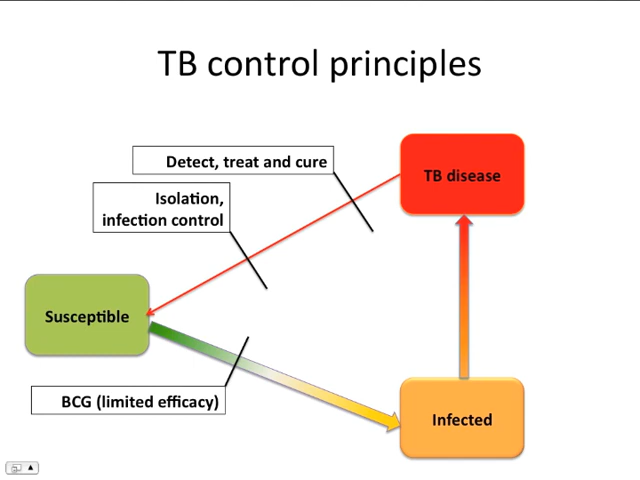 TB control principles
Detect, treat and cure
TB disease
Isolation,
infection control
Susceptible
BCG (limited efficacy)
Infected